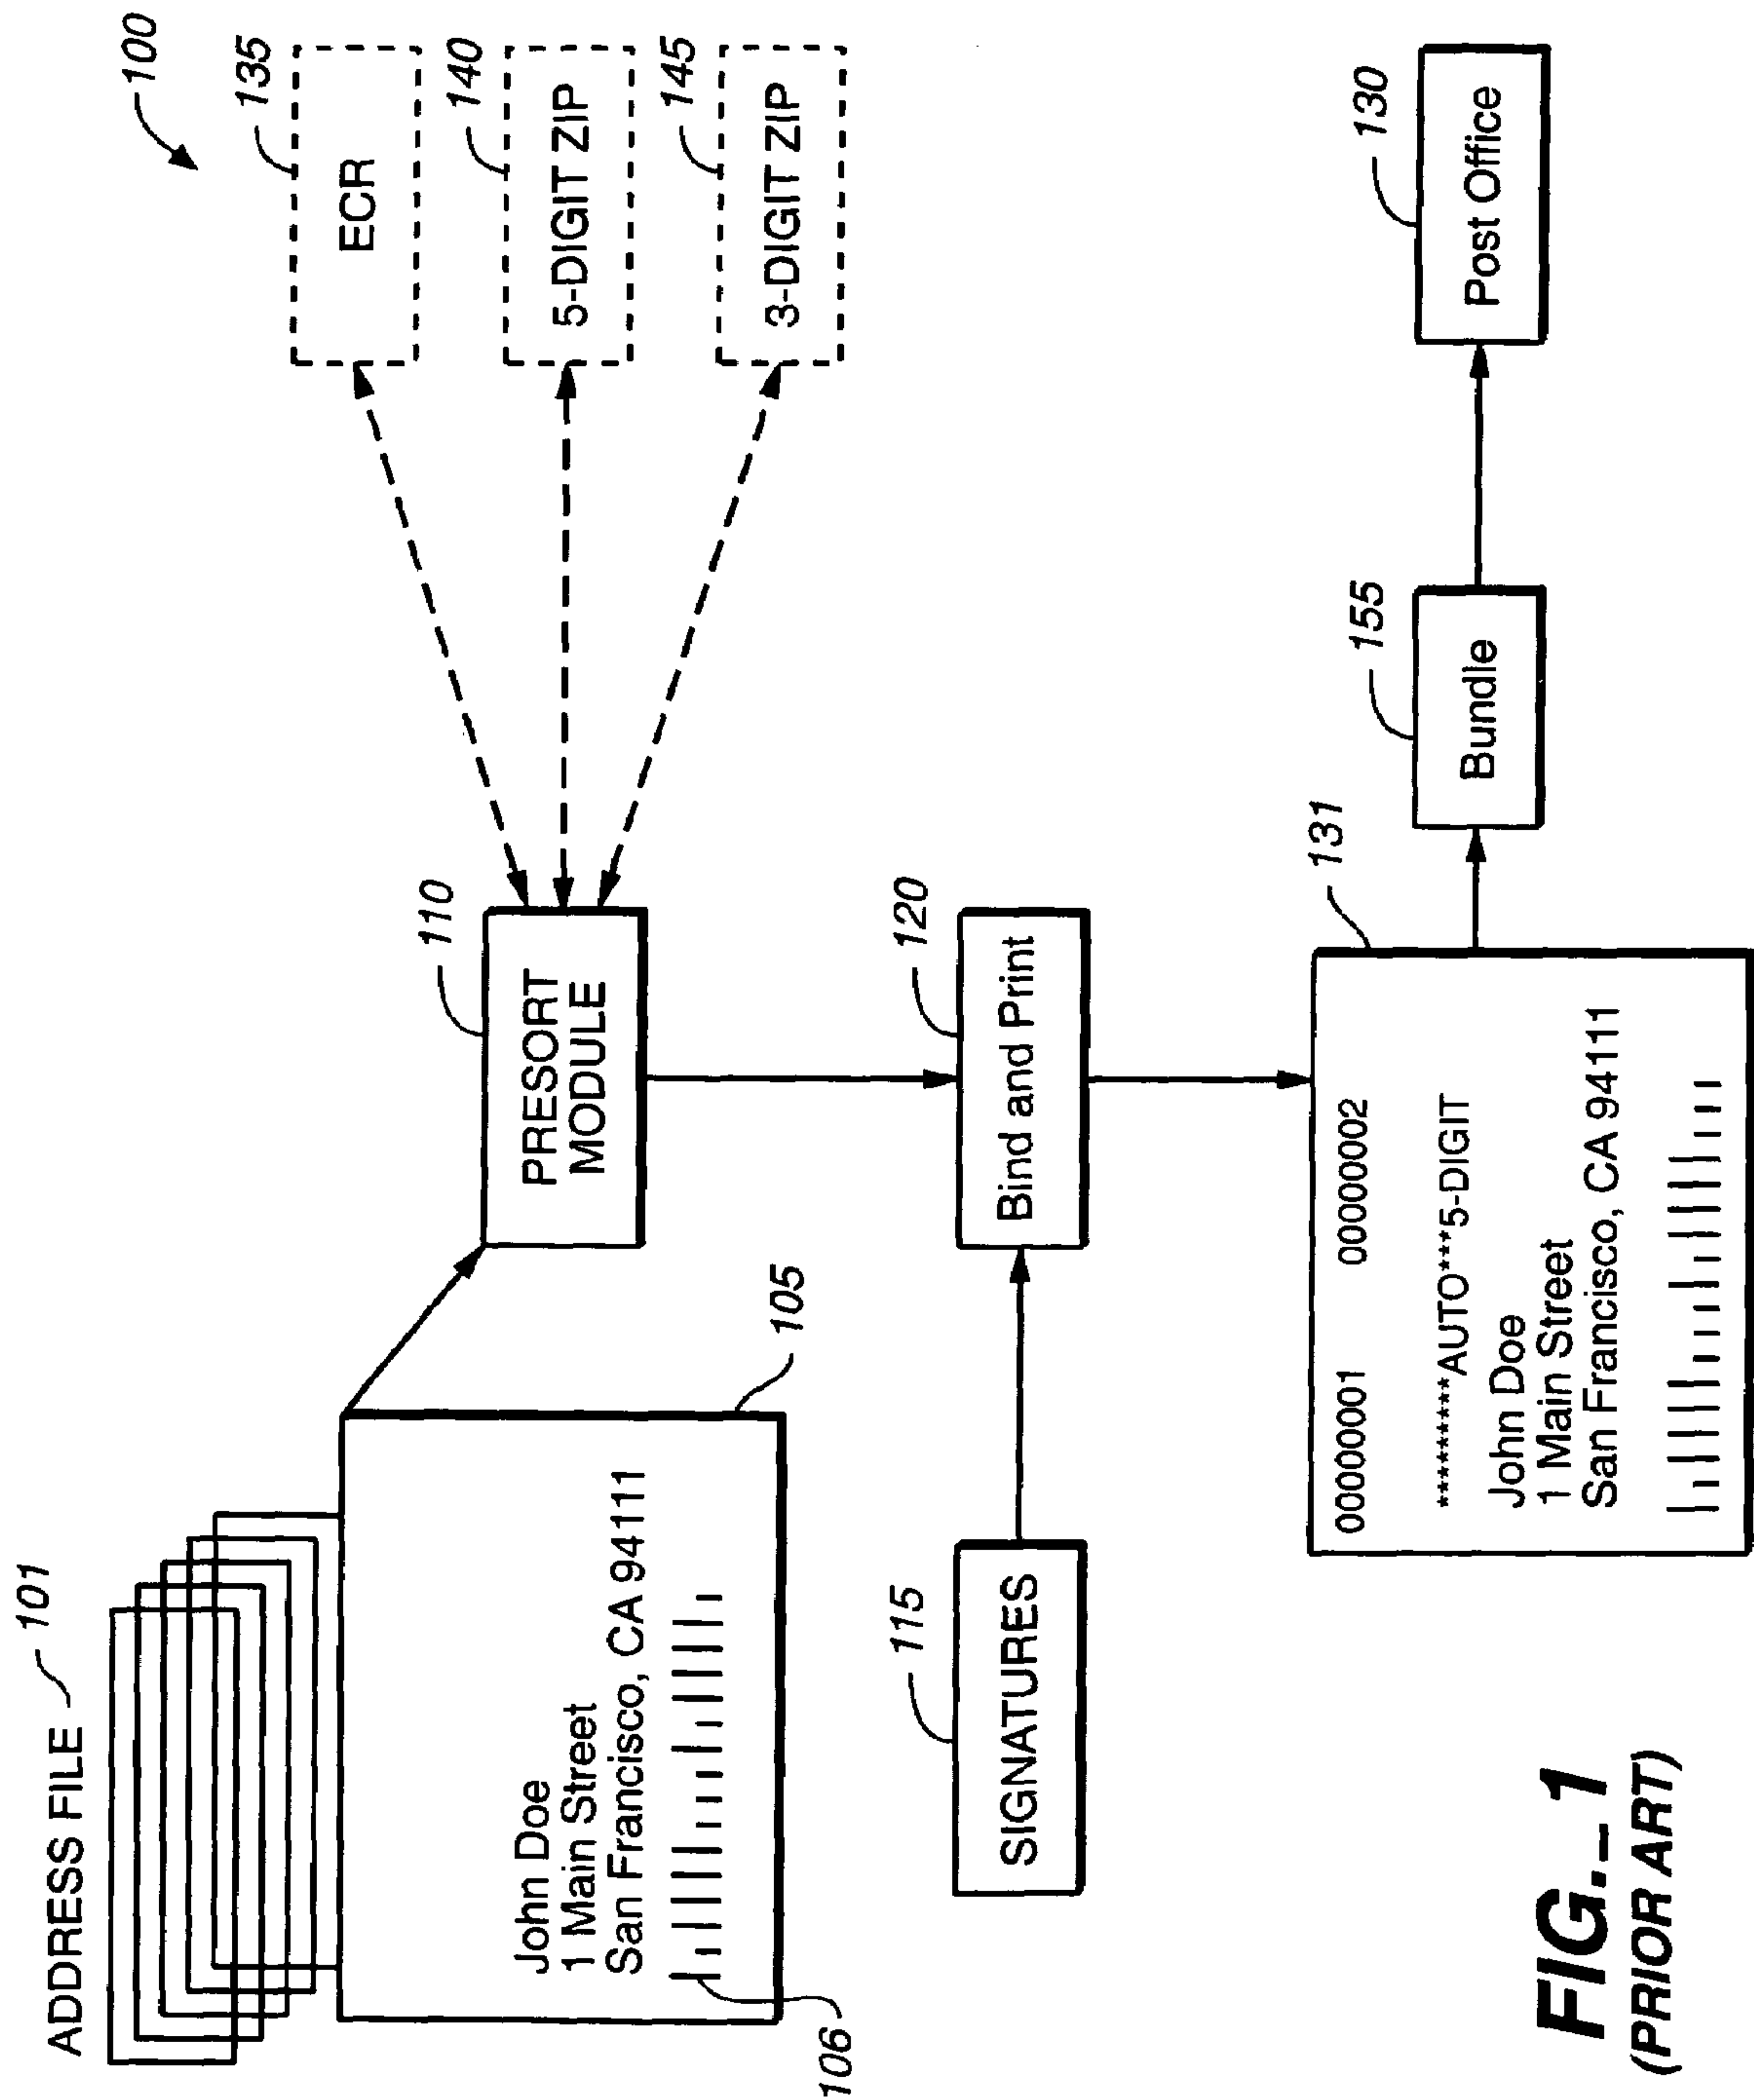 100
ADDRESS FILE 101
John Doe
1 Main Street
San Francisco, CA 94111
106
105
PRESORT
MODULE
110
ECR
135
5-DIGIT ZIP
140
3-DIGIT ZIP
145
SIGNATURES
115
Bind and Print
120
0000001 0000002
*********AUTO***5-DIGIT
John Doe
1 Main Street
San Francisco, CA 94111
131
Bundle
155
Post Office
130
FIG._1
(PRIOR ART)